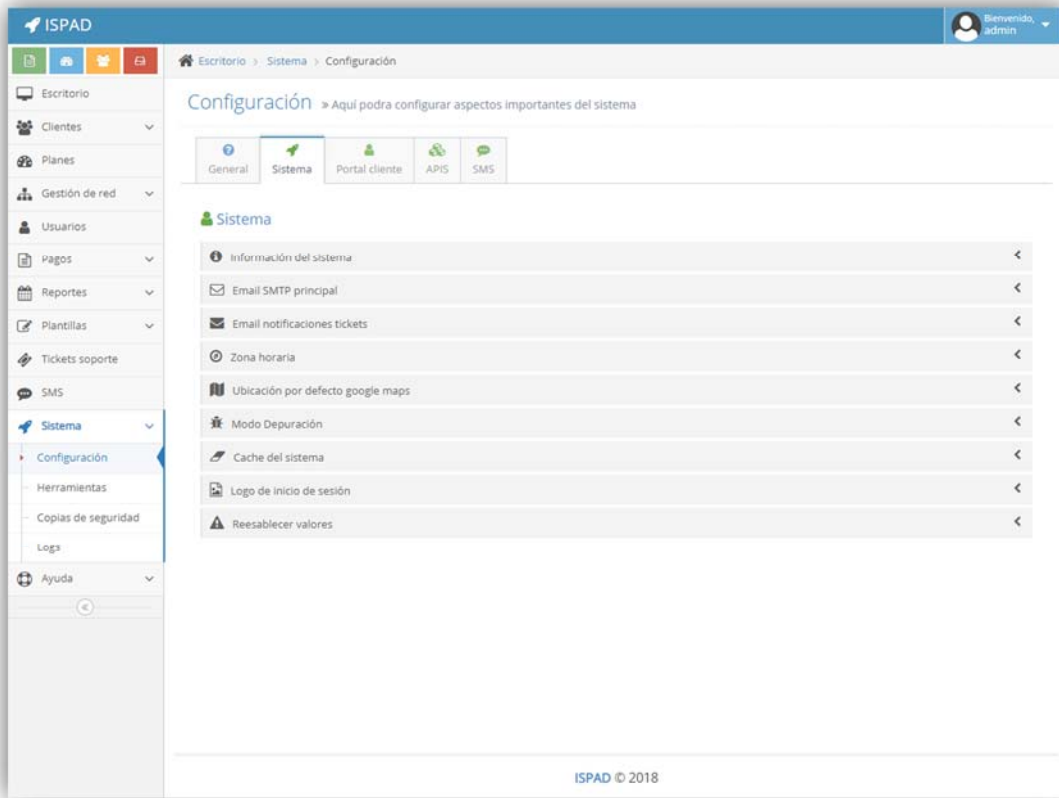 ISPAD
Bienvenido,
admin
Escritorio > Sistema > Configuración
Escritorio
Clientes
Planes
Gestión de red
Usuarios
Pagos
Reportes
Plantillas
Tickets soporte
SMS
Sistema
Configuración
Herramientas
Copias de seguridad
Logs
Ayuda
Configuración » Aquí podra configurar aspectos importantes del sistema
General
Sistema
Portal cliente
APIS
SMS
Sistema
Información del sistema
Email SMTP principal
Email notificaciones tickets
Zona horaria
Ubicación por defecto google maps
Modo Depuración
Cache del sistema
Logo de inicio de sesión
Reesablecer valores
ISPAD © 2018